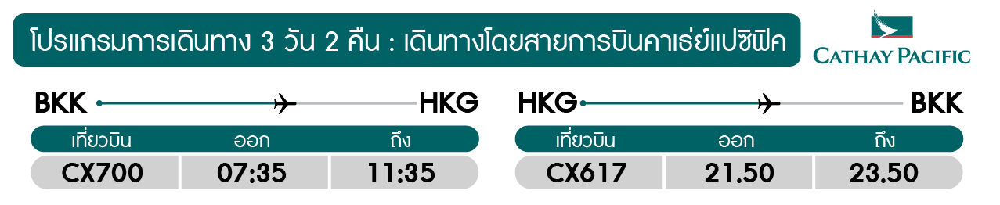 โปรแกรมการเดินทาง 3 วัน 2 คืน : เดินทางโดยสายการบินคาเธ่ย์แปซิฟิค
CATHAY PACIFIC
BKK HKG
เที่ยวบิน ออก ถึง
CX700 07:35 11:35
HKG BKK
เที่ยวบิน ออก ถึง
CX617 21.50 23.50